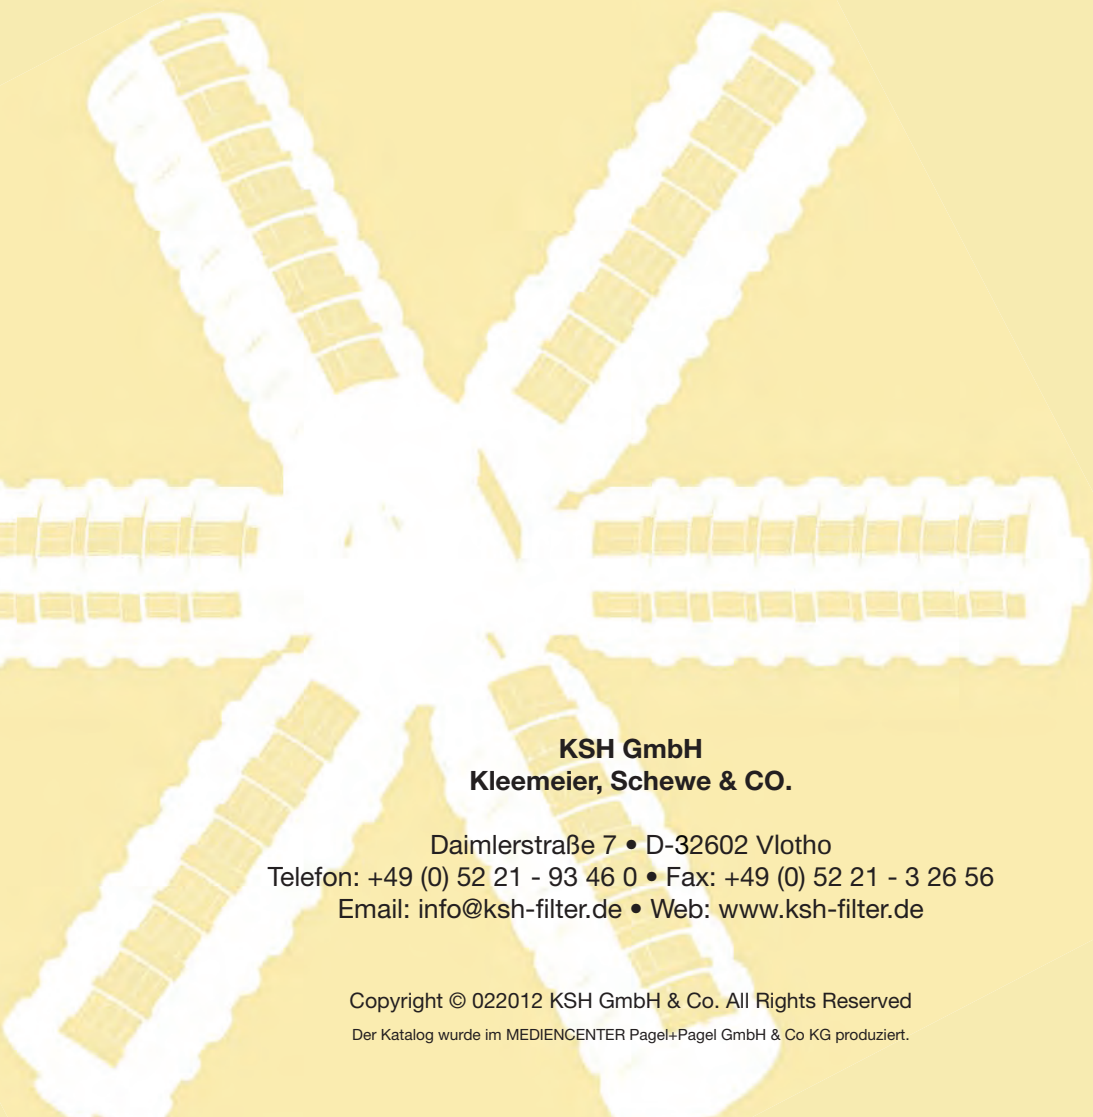 KSH GmbH
Kleemeier, Schewe & CO.
Daimlerstraße 7 • D-32602 Vlotho
Telefon: +49 (0) 52 21 - 93 46 0 • Fax: +49 (0) 52 21 - 3 26 56
Email: info@ksh-filter.de • Web: www.ksh-filter.de
Copyright © 022012 KSH GmbH & Co. All Rights Reserved
Der Katalog wurde im MEDIENCENTER Pagel+Pagel GmbH & Co KG produziert.